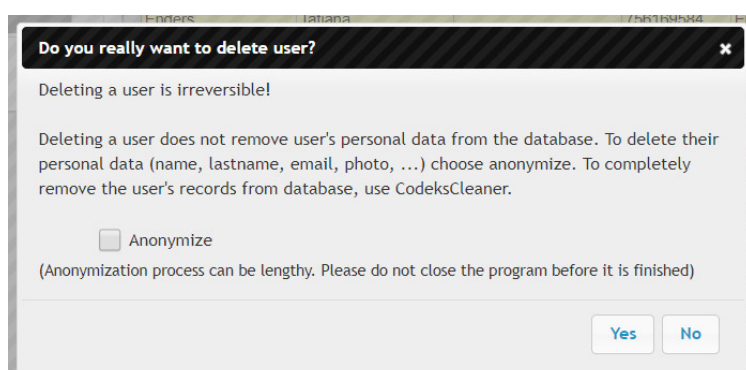 Enders Tatiana 756169584
Do you really want to delete user?
Deleting a user is irreversible!
Deleting a user does not remove user's personal data from the database. To delete their
personal data (name, lastname, email, photo, ...) choose anonymize. To completely
remove the user's records from database, use CodeksCleaner.
Anonymize
(Anonymization process can be lengthy. Please do not close the program before it is finished)
Yes No